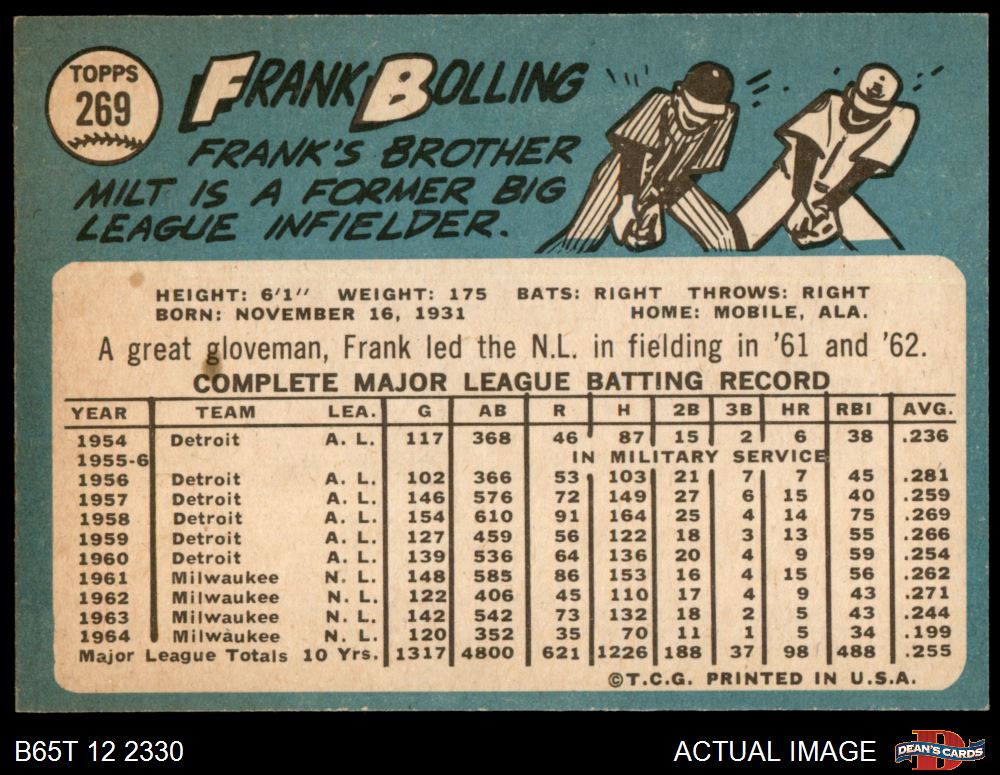 TOPPS
269
FRANK BOLLING
FRANK'S BROTHER
MILT IS A FORMER BIG
LEAGUE INFIELDER.
HEIGHT: 6'1" WEIGHT: 175 BATS: RIGHT THROWS: RIGHT
BORN: NOVEMBER 16, 1931 HOME: MOBILE, ALA.
A great gloveman, Frank led the N.L. in fielding in '61 and '62.
COMPLETE MAJOR LEAGUE BATTING RECORD
YEAR TEAM LEA. G AB R H 2B 3B HR RBI AVG.
1954 Detroit A. L. 117 368 46 87 15 2 6 38 .236
1955-6 IN MILITARY SERVICE
1956 Detroit A. L. 102 366 53 103 21 7 7 45 .281
1957 Detroit A. L. 146 576 72 149 27 6 15 40 .259
1958 Detroit A. L. 154 610 91 164 25 4 14 75 .269
1959 Detroit A. L. 127 459 56 122 18 3 13 55 .266
1960 Detroit A. L. 139 536 64 136 20 4 9 59 .254
1961 Milwaukee N. L. 148 585 86 153 16 4 15 56 .262
1962 Milwaukee N. L. 122 406 45 110 17 4 9 43 .271
1963 Milwaukee N. L. 142 542 73 132 18 2 5 43 .244
1964 Milwaukee N. L. 120 352 35 70 11 1 5 34 .199
Major League Totals 10 Yrs. 1317 4800 621 1226 188 37 98 488 .255
©T.C.G. PRINTED IN U.S.A.
B65T 12 2330 ACTUAL IMAGE
DEAN'S CARDS